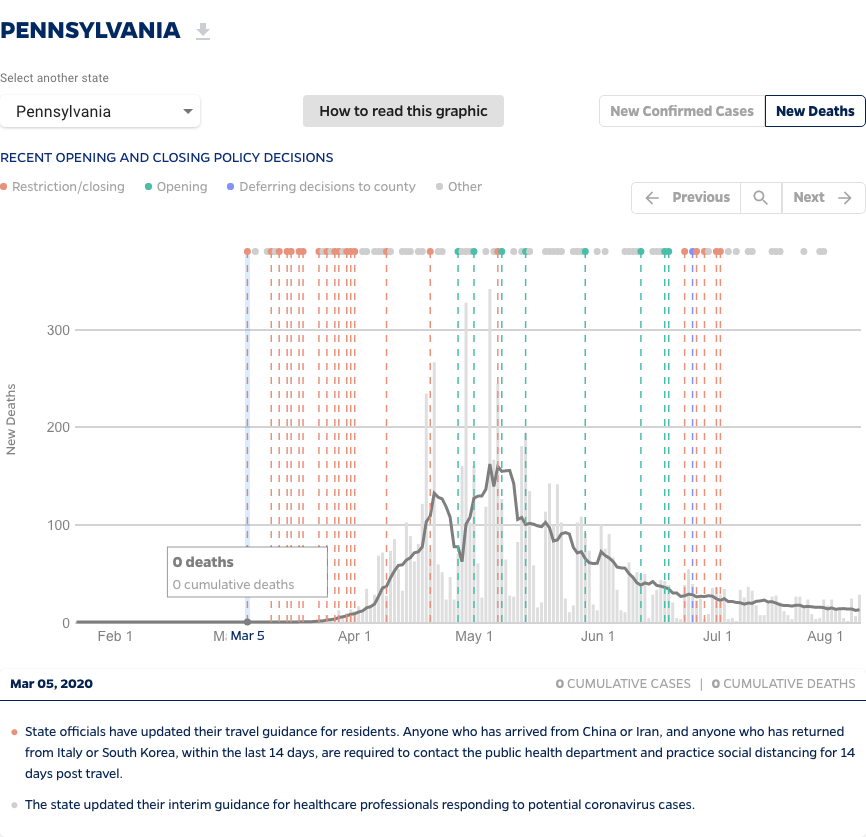 PENNSYLVANIA
Select another state
Pennsylvania
How to read this graphic
New Confirmed Cases
New Deaths
RECENT OPENING AND CLOSING POLICY DECISIONS
Restriction/closing
Opening
Deferring decisions to county
Other
Previous
Next
New Deaths
300
200
100
0
0 deaths
0 cumulative deaths
Feb 1
Mar 5
Apr 1
May 1
Jun 1
Jul 1
Aug 1
Mar 05, 2020
0 CUMULATIVE CASES | 0 CUMULATIVE DEATHS
State officials have updated their travel guidance for residents. Anyone who has arrived from China or Iran, and anyone who has returned
from Italy or South Korea, within the last 14 days, are required to contact the public health department and practice social distancing for 14
days post travel.
The state updated their interim guidance for healthcare professionals responding to potential coronavirus cases.